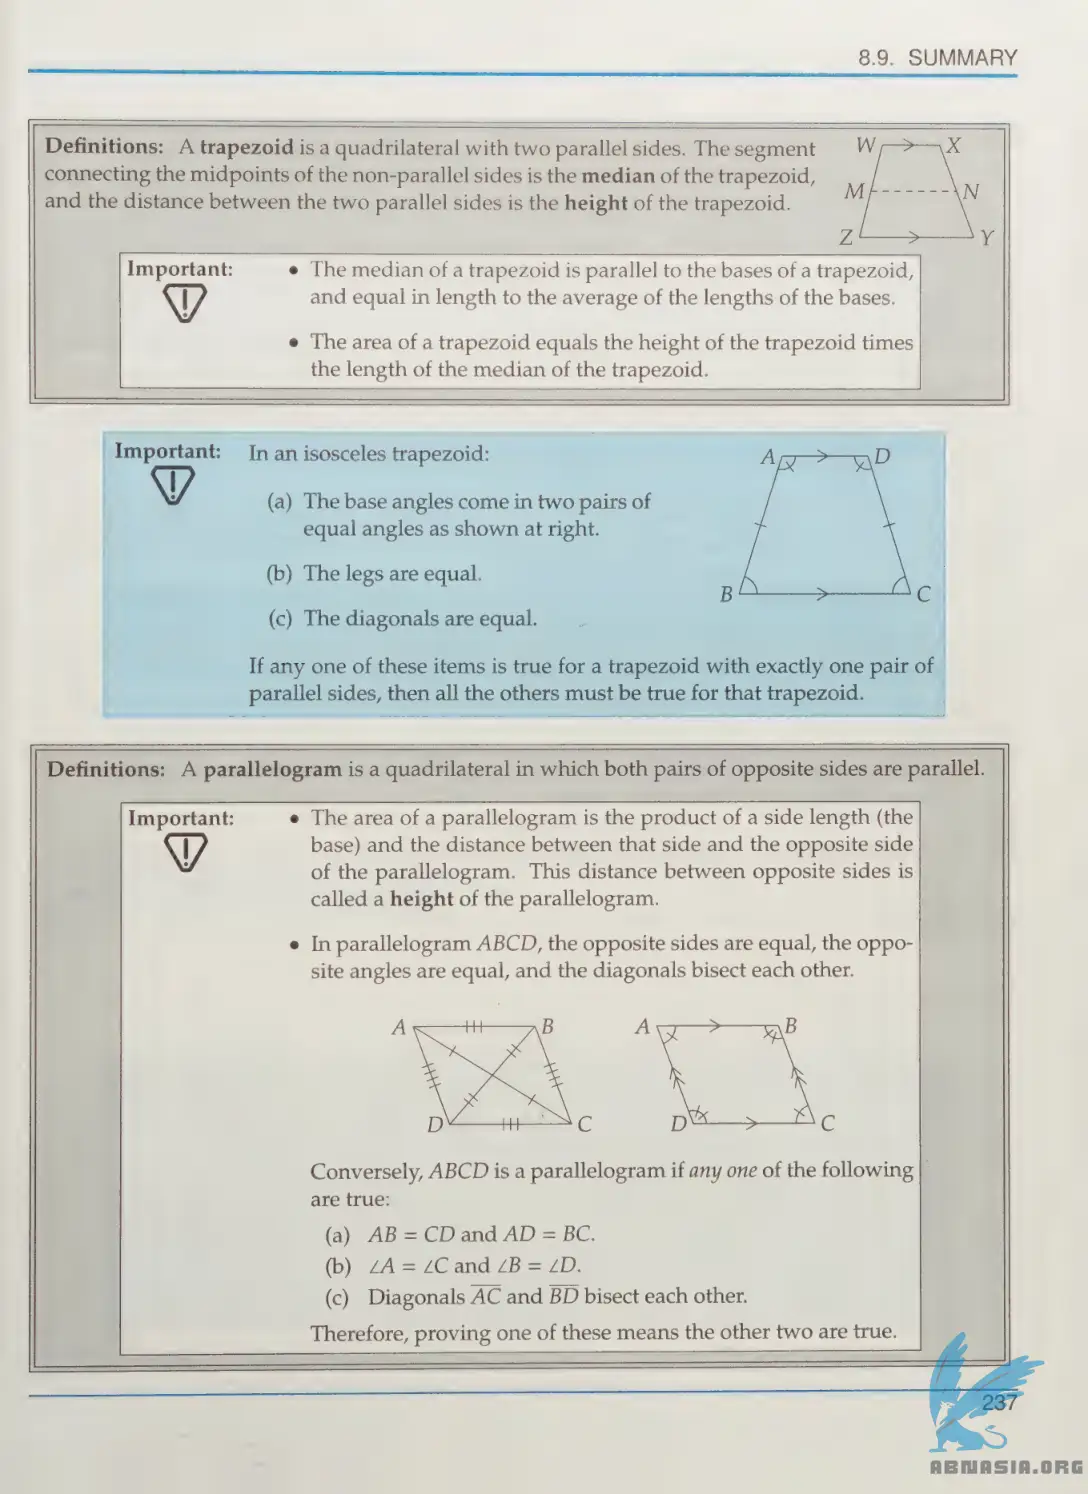 8.9. SUMMARY
Definitions: A trapezoid is a quadrilateral with two parallel sides. The segment
connecting the midpoints of the non-parallel sides is the median of the trapezoid,
and the distance between the two parallel sides is the height of the trapezoid.
W X
M N
Z Y
Important:
• The median of a trapezoid is parallel to the bases of a trapezoid,
and equal in length to the average of the lengths of the bases.
• The area of a trapezoid equals the height of the trapezoid times
the length of the median of the trapezoid.
Important: In an isosceles trapezoid:
(a) The base angles come in two pairs of
equal angles as shown at right.
(b) The legs are equal.
(c) The diagonals are equal.
A D
B C
If any one of these items is true for a trapezoid with exactly one pair of
parallel sides, then all the others must be true for that trapezoid.
Definitions: A parallelogram is a quadrilateral in which both pairs of opposite sides are parallel.
Important:
• The area of a parallelogram is the product of a side length (the
base) and the distance between that side and the opposite side
of the parallelogram. This distance between opposite sides is
called a height of the parallelogram.
• In parallelogram ABCD, the opposite sides are equal, the oppo-
site angles are equal, and the diagonals bisect each other.
A B A B
D C D C
Conversely, ABCD is a parallelogram if any one of the following
are true:
(a) AB = CD and AD = BC.
(b) ∠A = ∠C and ∠B = ∠D.
(c) Diagonals A̅C̅ and B̅D̅ bisect each other.
Therefore, proving one of these means the other two are true.
237
ABNASIA.ORG